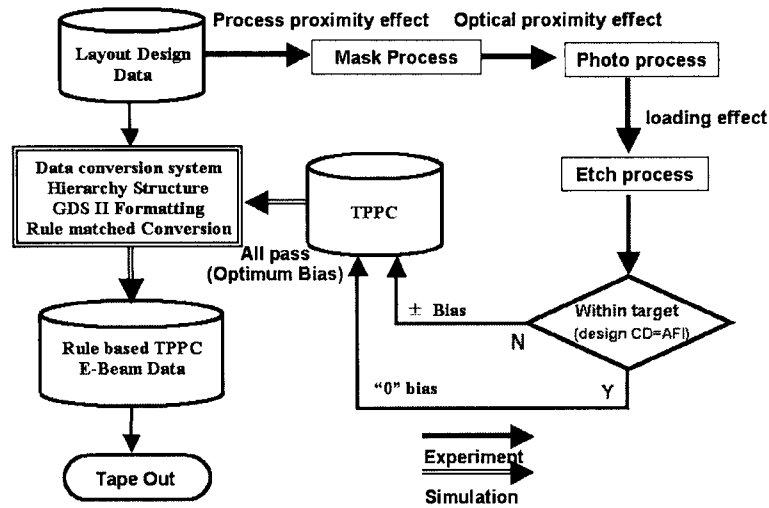 Process proximity effect
Optical proximity effect
Layout Design
Data
Mask Process
Photo process
loading effect
Data conversion system
Hierarchy Structure
GDS II Formatting
Rule matched Conversion
TPPC
Etch process
All pass
(Optimum Bias)
± Bias
N
Within target
(design CD=AFI)
Rule based TPPC
E-Beam Data
"0" bias
Y
Tape Out
Experiment
Simulation